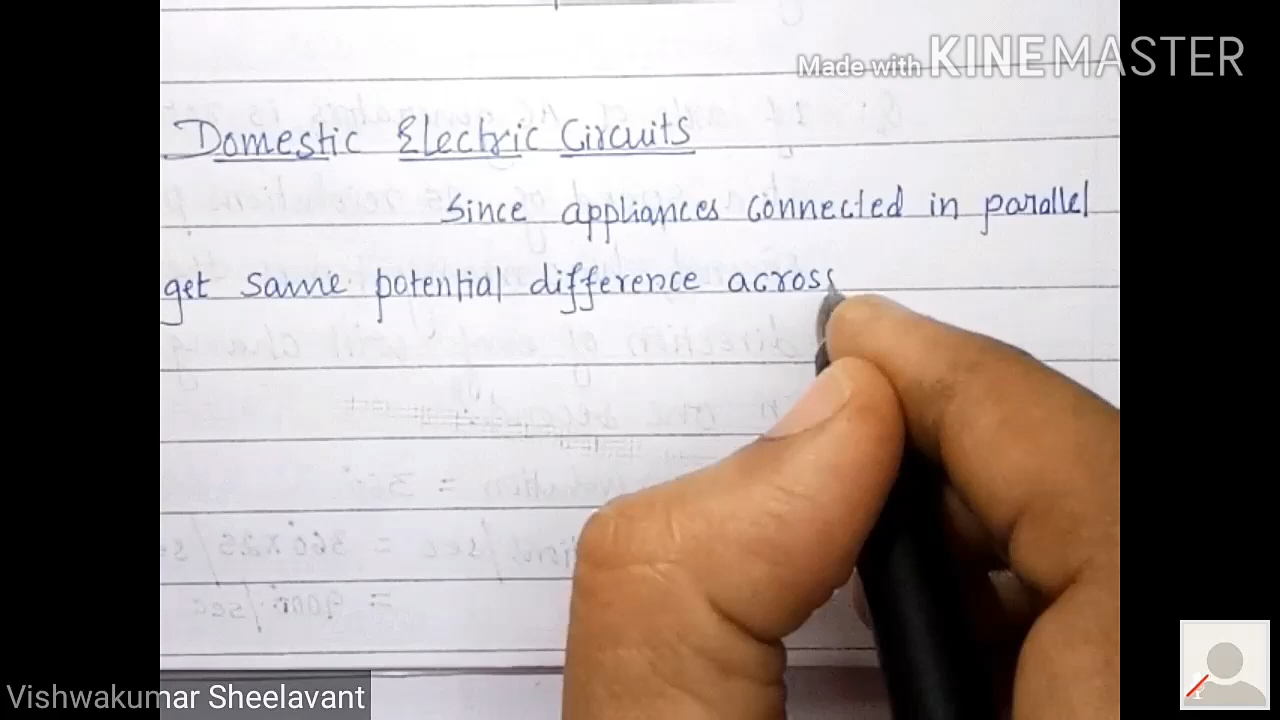 Made with KINEMASTER
Domestic Electric Circuits
Since appliances connected in parallel
get same potential difference across
Vishwakumar Sheelavant